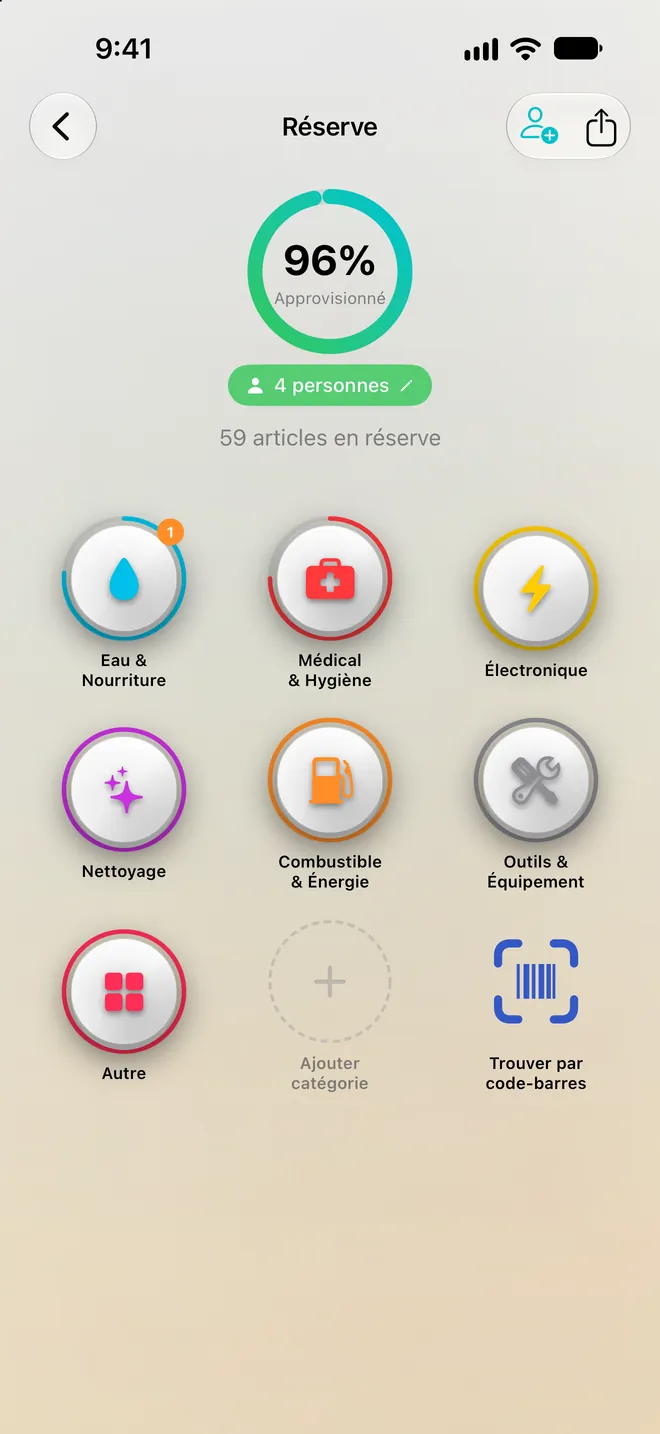 9:41
Réserve
96%
Approvisionné
4 personnes
59 articles en réserve
1
Eau &
Nourriture
Médical
& Hygiène
Électronique
Nettoyage
Combustible
& Énergie
Outils &
Équipement
Autre
Ajouter
catégorie
Trouver par
code-barres